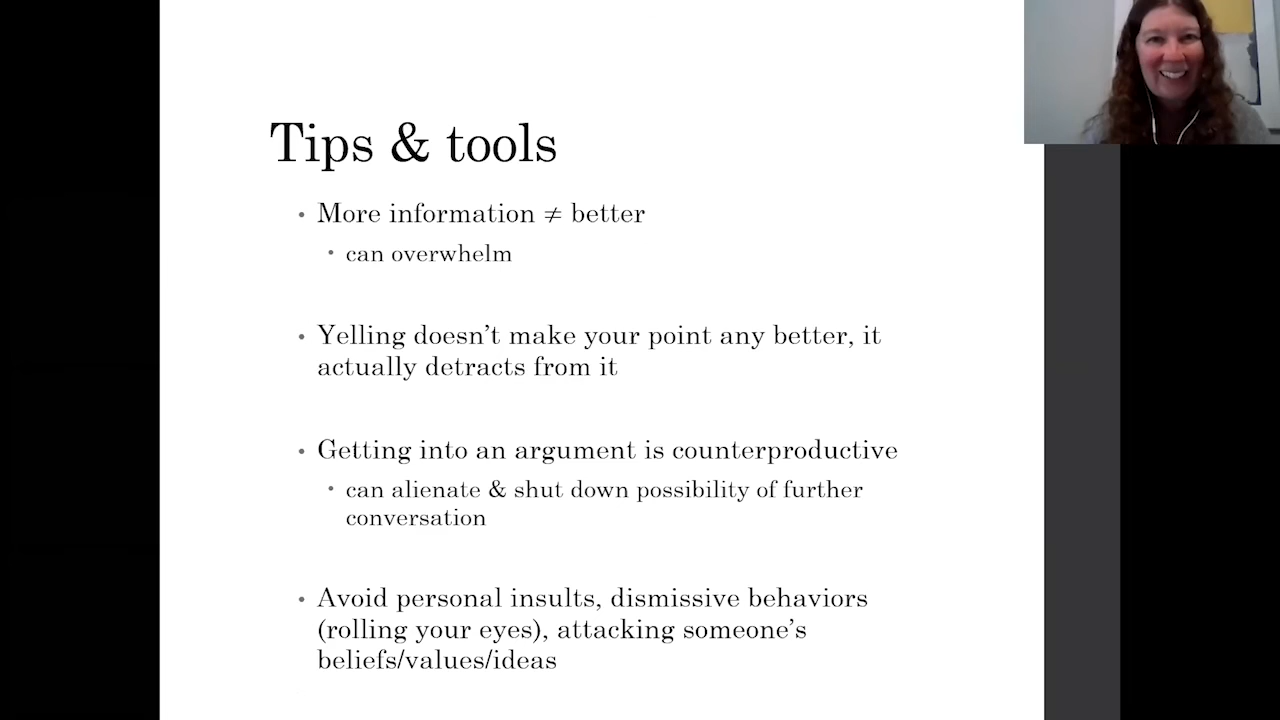 Tips & tools
• More information ≠ better
• can overwhelm
• Yelling doesn’t make your point any better, it
actually detracts from it
• Getting into an argument is counterproductive
• can alienate & shut down possibility of further
conversation
• Avoid personal insults, dismissive behaviors
(rolling your eyes), attacking someone’s
beliefs/values/ideas